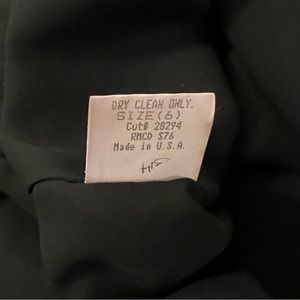 DRY CLEAN ONLY.
SIZE(6)
Cut# 28294
RMCD S76
Made in U.S.A.